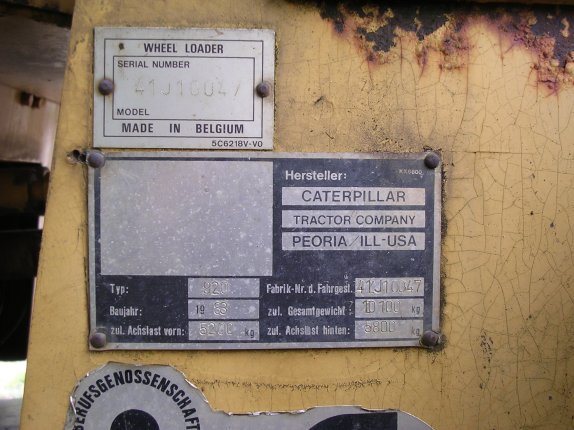 WHEEL LOADER
SERIAL NUMBER
41J10047
MODEL
MADE IN BELGIUM
5C6218V-V0
Hersteller:
CATERPILLAR
TRACTOR COMPANY
PEORIA/ILL-USA
Typ: 920 Fabrik-Nr. d. Fahrgest. 41J10047
Baujahr: 19 zul. Gesamtgewicht: 10100 kg
zul. Achslast vorn: kg zul. Achslast hinten: kg
BERUFSGENOSSENSCHAFT